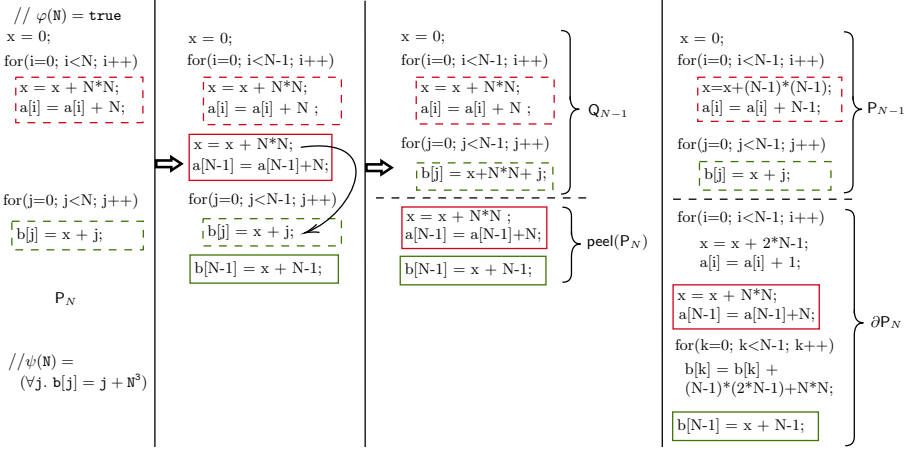 // φ(N) = true
x = 0;
for(i=0; i<N; i++)
x = x + N*N;
a[i] = a[i] + N;
for(j=0; j<N; j++)
b[j] = x + j;
P_N
//ψ(N) =
(∀j. b[j] = j + N³)
x = 0;
for(i=0; i<N-1; i++)
x = x + N*N;
a[i] = a[i] + N ;
x = x + N*N;
a[N-1] = a[N-1]+N;
for(j=0; j<N-1; j++)
b[j] = x + j;
b[N-1] = x + N-1;
x = 0;
for(i=0; i<N-1; i++)
x = x + N*N;
a[i] = a[i] + N ;
for(j=0; j<N-1; j++)
b[j] = x+N*N+ j;
Q_{N−1}
x = x + N*N ;
a[N-1] = a[N-1]+N;
b[N-1] = x + N-1;
peel(P_N)
x = 0;
for(i=0; i<N-1; i++)
x=x+(N-1)*(N-1);
a[i] = a[i] + N-1;
for(j=0; j<N-1; j++)
b[j] = x + j;
P_{N−1}
for(i=0; i<N-1; i++)
x = x + 2*N-1;
a[i] = a[i] + 1;
x = x + N*N;
a[N-1] = a[N-1]+N;
for(k=0; k<N-1; k++)
b[k] = b[k] +
(N-1)*(2*N-1)+N*N;
b[N-1] = x + N-1;
∂P_N